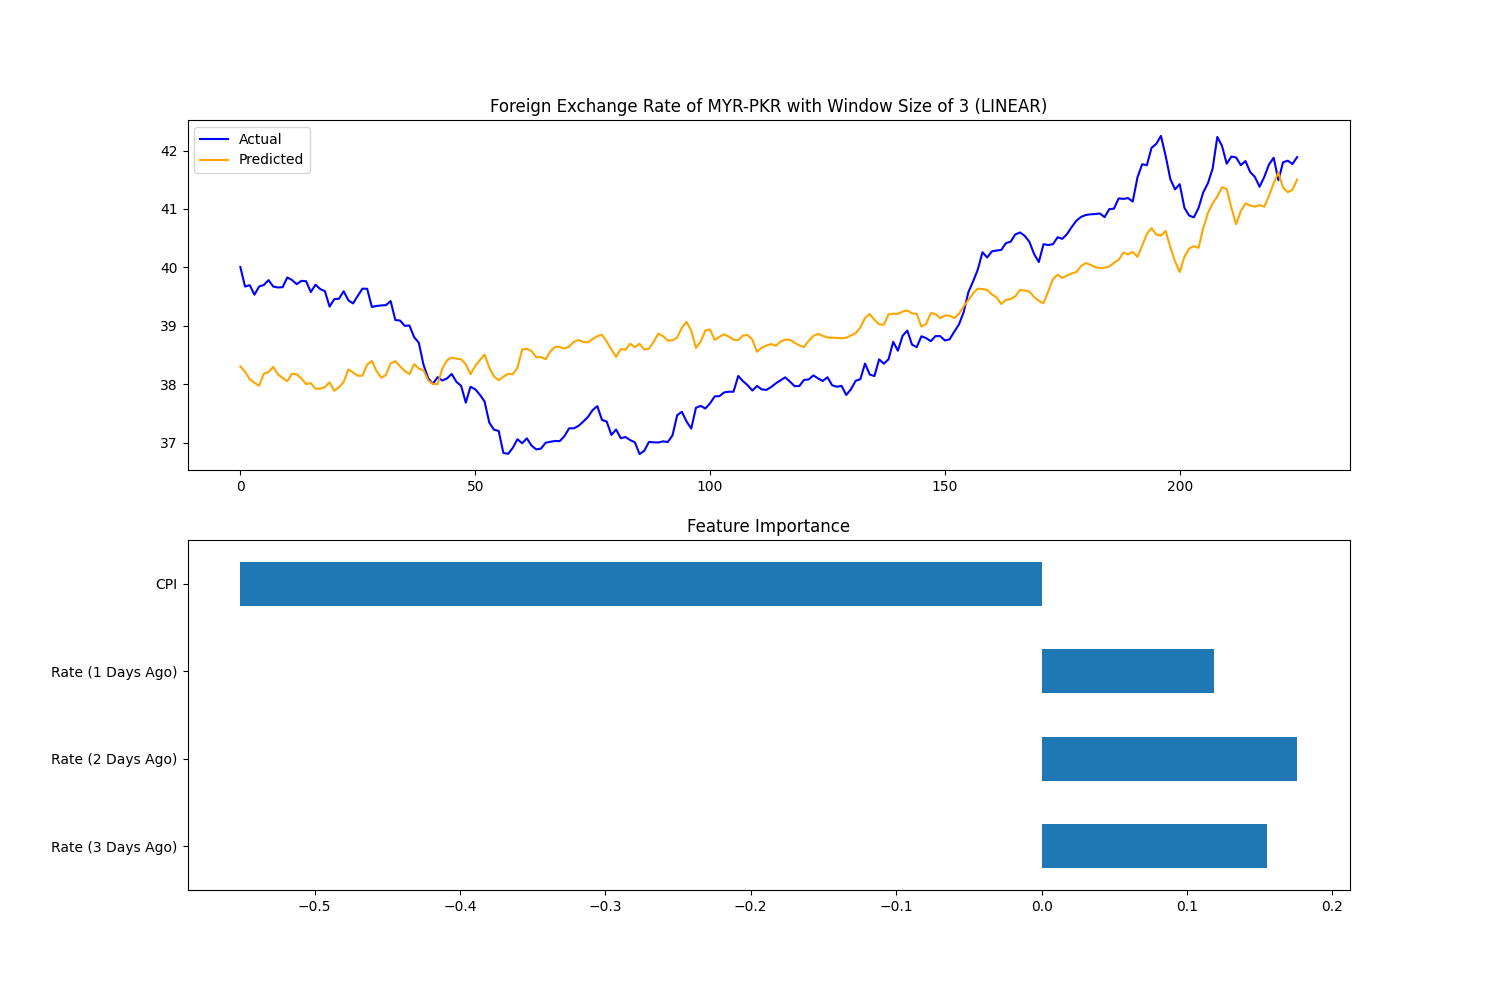 Foreign Exchange Rate of MYR-PKR with Window Size of 3 (LINEAR)
Actual
Predicted
42
41
40
39
38
37
0 50 100 150 200
Feature Importance
CPI
Rate (1 Days Ago)
Rate (2 Days Ago)
Rate (3 Days Ago)
−0.5 −0.4 −0.3 −0.2 −0.1 0.0 0.1 0.2